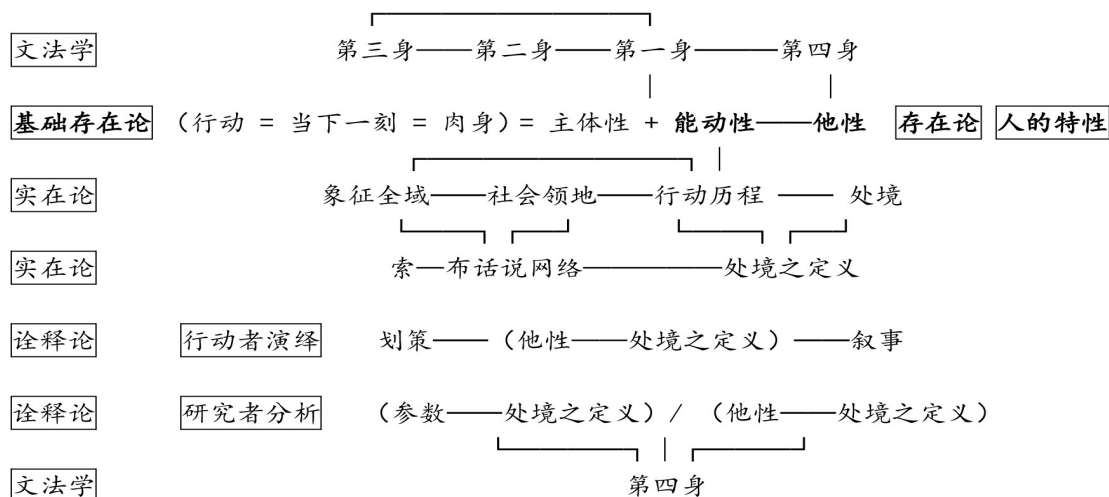 文法学 第三身——第二身——第一身——第四身
基础存在论 （行动 = 当下一刻 = 肉身）= 主体性 + 能动性——他性 存在论 人的特性
实在论 象征全域——社会领地——行动历程 —— 处境
实在论 索—布话说网络————处境之定义
诠释论 行动者演绎 划策——（他性——处境之定义）——叙事
诠释论 研究者分析 （参数——处境之定义）/（他性——处境之定义）
文法学 第四身